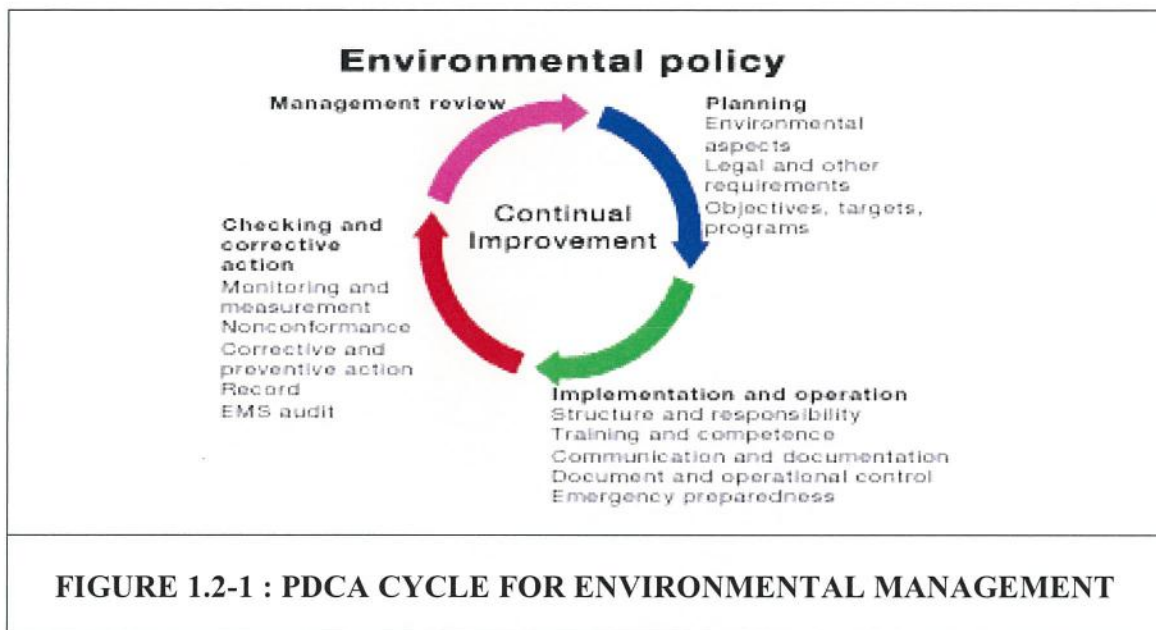 Environmental policy
Management review
Planning
Environmental
aspects
Legal and other
requirements
Objectives, targets,
programs
Continual
Improvement
Checking and
corrective
action
Monitoring and
measurement
Nonconformance
Corrective and
preventive action
Record
EMS audit
Implementation and operation
Structure and responsibility
Training and competence
Communication and documentation
Document and operational control
Emergency preparedness
FIGURE 1.2-1 : PDCA CYCLE FOR ENVIRONMENTAL MANAGEMENT